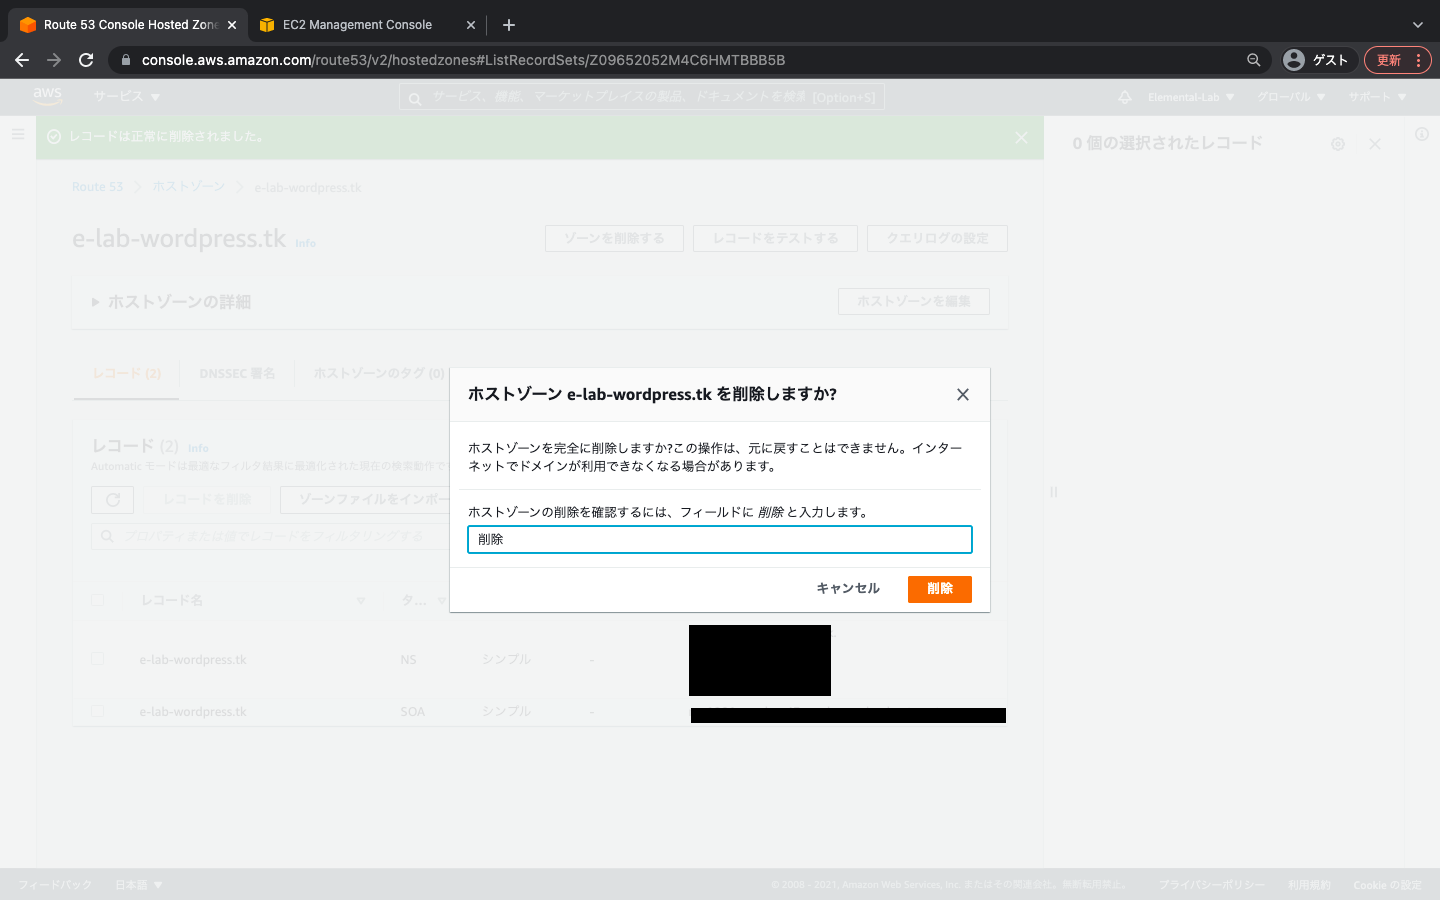 Route 53 Console Hosted Zone
EC2 Management Console
console.aws.amazon.com/route53/v2/hostedzones#ListRecordSets/Z09652052M4C6HMTBBB5B
ゲスト
更新
aws
サービス
サービス、機能、マーケットプレイスの製品、ドキュメントを検索 [Option+S]
Elemental-Lab
グローバル
サポート
レコードは正常に削除されました。
0 個の選択されたレコード
Route 53
ホストゾーン
e-lab-wordpress.tk
e-lab-wordpress.tk Info
ゾーンを削除する
レコードをテストする
クエリログの設定
ホストゾーンの詳細
ホストゾーンを編集
レコード (2)
DNSSEC 署名
ホストゾーンのタグ (0)
ホストゾーン e-lab-wordpress.tk を削除しますか?
ホストゾーンを完全に削除しますか?この操作は、元に戻すことはできません。インター
ネットでドメインが利用できなくなる場合があります。
ホストゾーンの削除を確認するには、フィールドに 削除 と入力します。
削除
キャンセル
削除
レコード (2) Info
Automatic モードは最適なフィルタ結果に最適化された現在の検索動作で
レコードを削除
ゾーンファイルをインポー
プロパティまたは値でレコードをフィルタリングする
レコード名
タ...
e-lab-wordpress.tk
NS
シンプル
-
e-lab-wordpress.tk
SOA
シンプル
-
フィードバック
日本語
© 2008 - 2021, Amazon Web Services, Inc. またはその関連会社。無断転用禁止。
プライバシーポリシー
利用規約
Cookie の設定